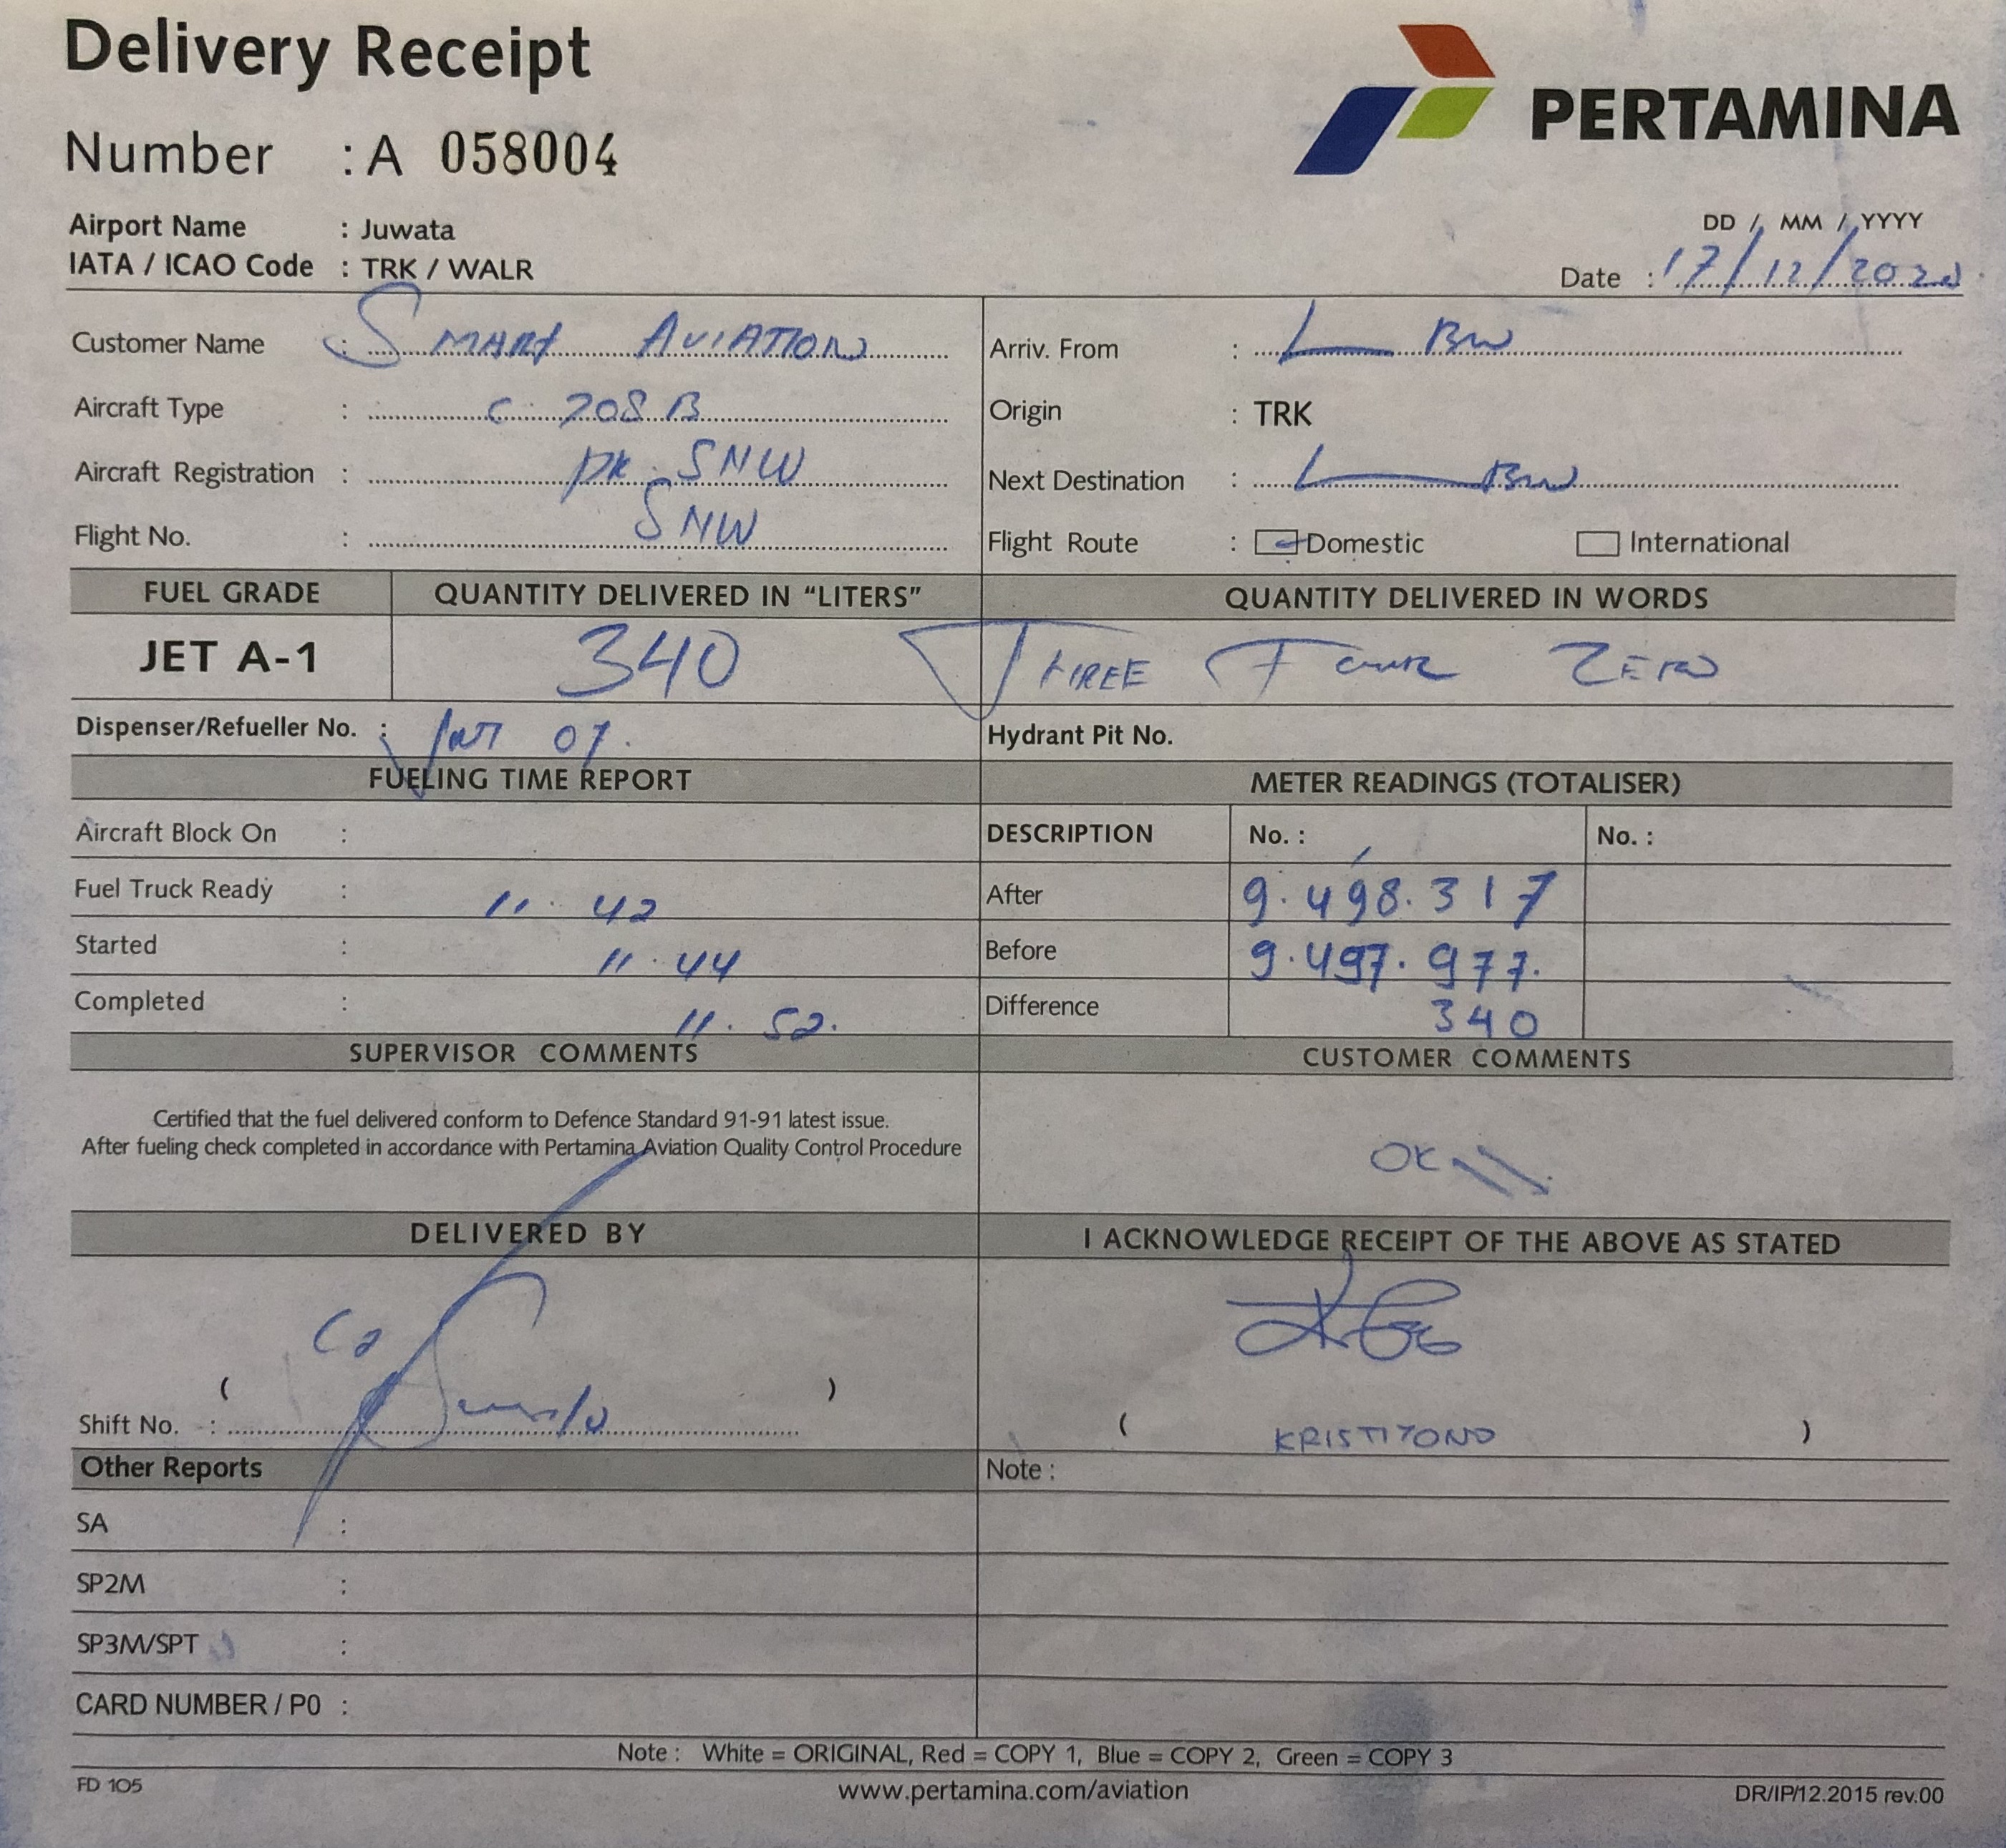 Delivery Receipt
PERTAMINA
Number : A 058004
Airport Name : Juwata
IATA / ICAO Code : TRK / WALR
DD / MM / YYYY
Date : 17/12/2020
Customer Name : SMART AVIATION
Arriv. From : L BW
Aircraft Type : C 208 B
Origin : TRK
Aircraft Registration : PK. SNW
Next Destination : L BW
Flight No. : SNW
Flight Route : Domestic International
FUEL GRADE QUANTITY DELIVERED IN “LITERS” QUANTITY DELIVERED IN WORDS
JET A-1 340 THREE FOUR ZERO
Dispenser/Refueller No. : 07.
Hydrant Pit No.
FUELING TIME REPORT METER READINGS (TOTALISER)
Aircraft Block On :
DESCRIPTION No. : No. :
Fuel Truck Ready : 11. 42
After 9.498.317
Started : 11.44
Before 9.497.977.
Completed : 11. 52.
Difference 340
SUPERVISOR COMMENTS CUSTOMER COMMENTS
Certified that the fuel delivered conform to Defence Standard 91-91 latest issue.
After fueling check completed in accordance with Pertamina Aviation Quality Control Procedure
OK
DELIVERED BY I ACKNOWLEDGE RECEIPT OF THE ABOVE AS STATED
( )
Shift No. :
( KRISTIYONO )
Other Reports
Note :
SA :
SP2M :
SP3M/SPT :
CARD NUMBER / P0 :
Note : White = ORIGINAL, Red = COPY 1, Blue = COPY 2, Green = COPY 3
FD 105 www.pertamina.com/aviation DR/IP/12.2015 rev.00